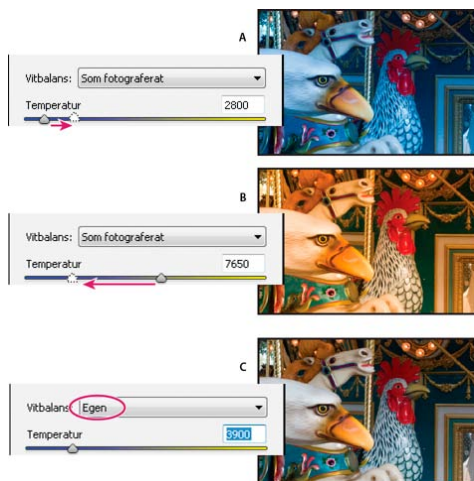 A
Vitbalans: Som fotograferat
Temperatur 2800
B
Vitbalans: Som fotograferat
Temperatur 7650
C
Vitbalans: Egen
Temperatur 3900